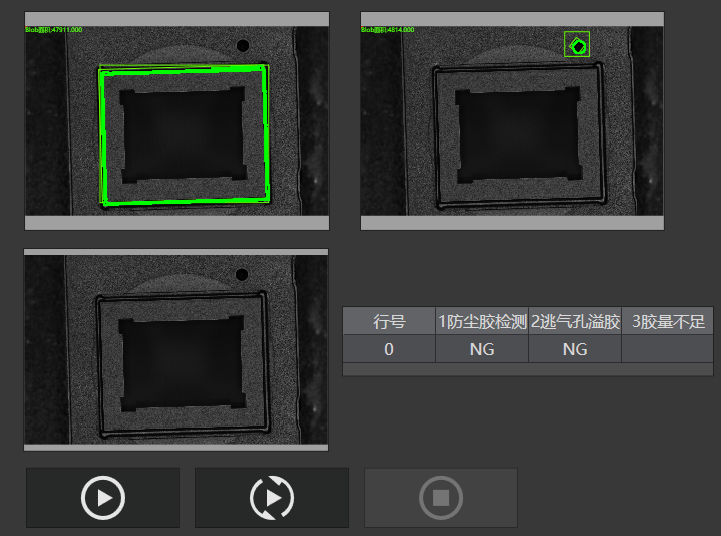 Blob面积:47911.000
Blob面积:4814.000
行号 1防尘胶检测 2逃气孔溢胶 3胶量不足
0 NG NG